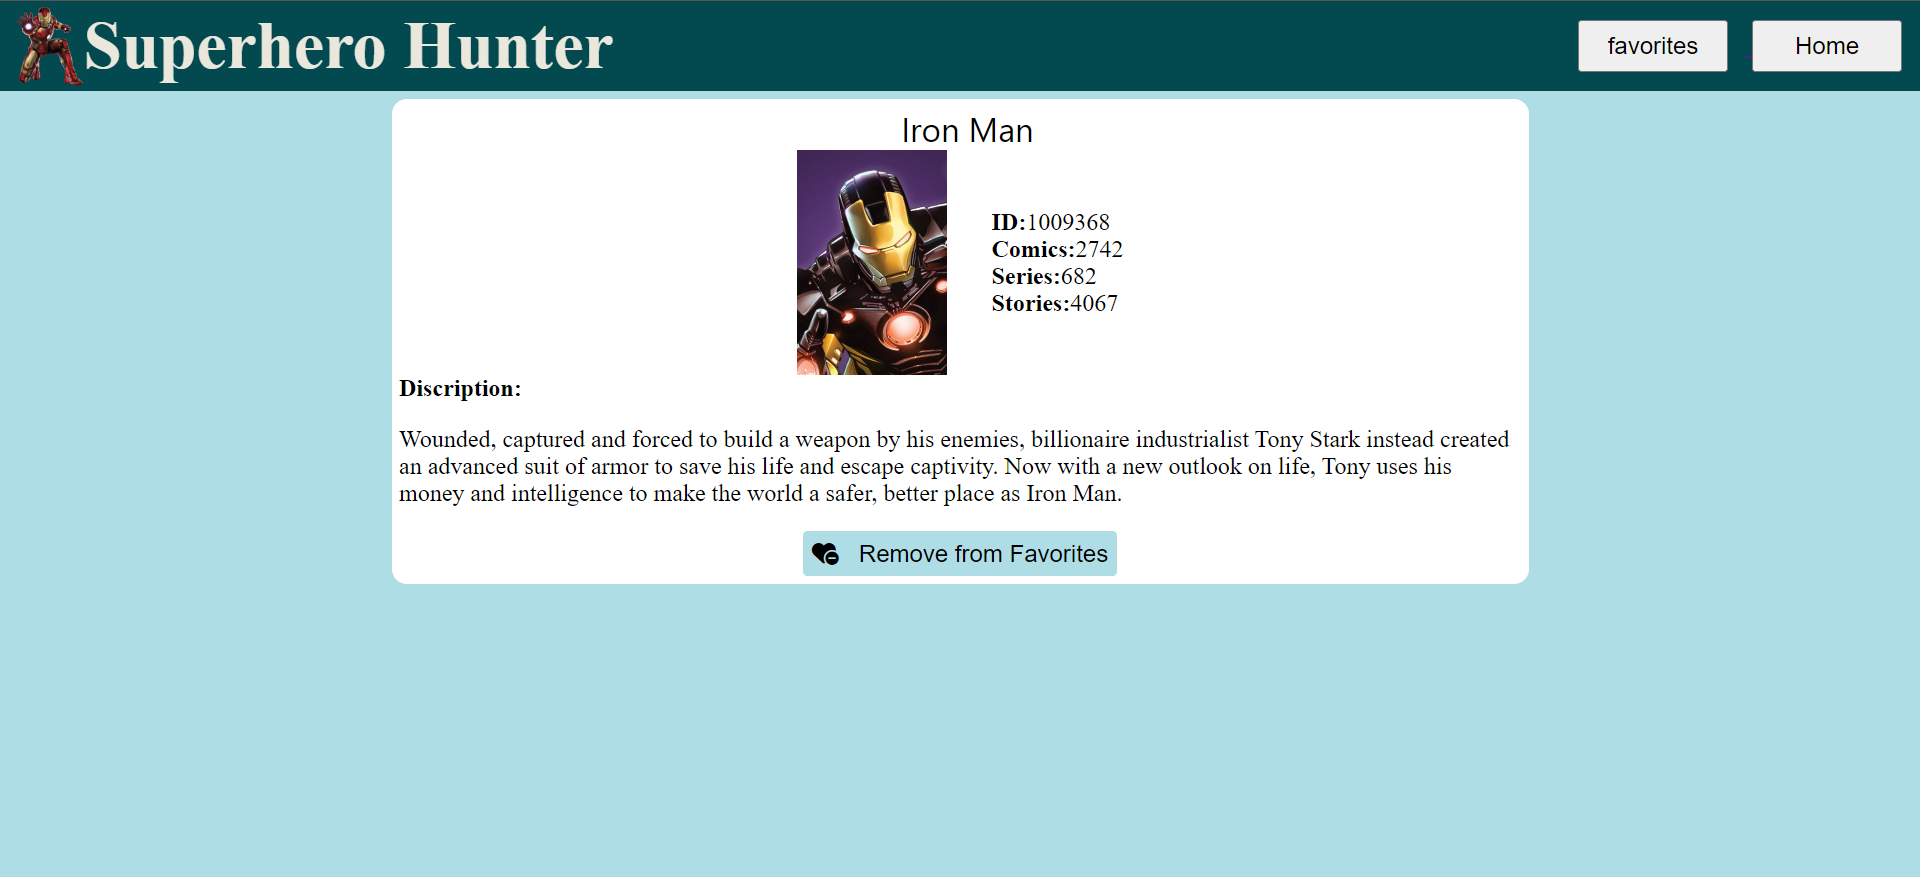 Superhero Hunter
favorites
Home
Iron Man
ID:1009368
Comics:2742
Series:682
Stories:4067
Discription:
Wounded, captured and forced to build a weapon by his enemies, billionaire industrialist Tony Stark instead created
an advanced suit of armor to save his life and escape captivity. Now with a new outlook on life, Tony uses his
money and intelligence to make the world a safer, better place as Iron Man.
Remove from Favorites